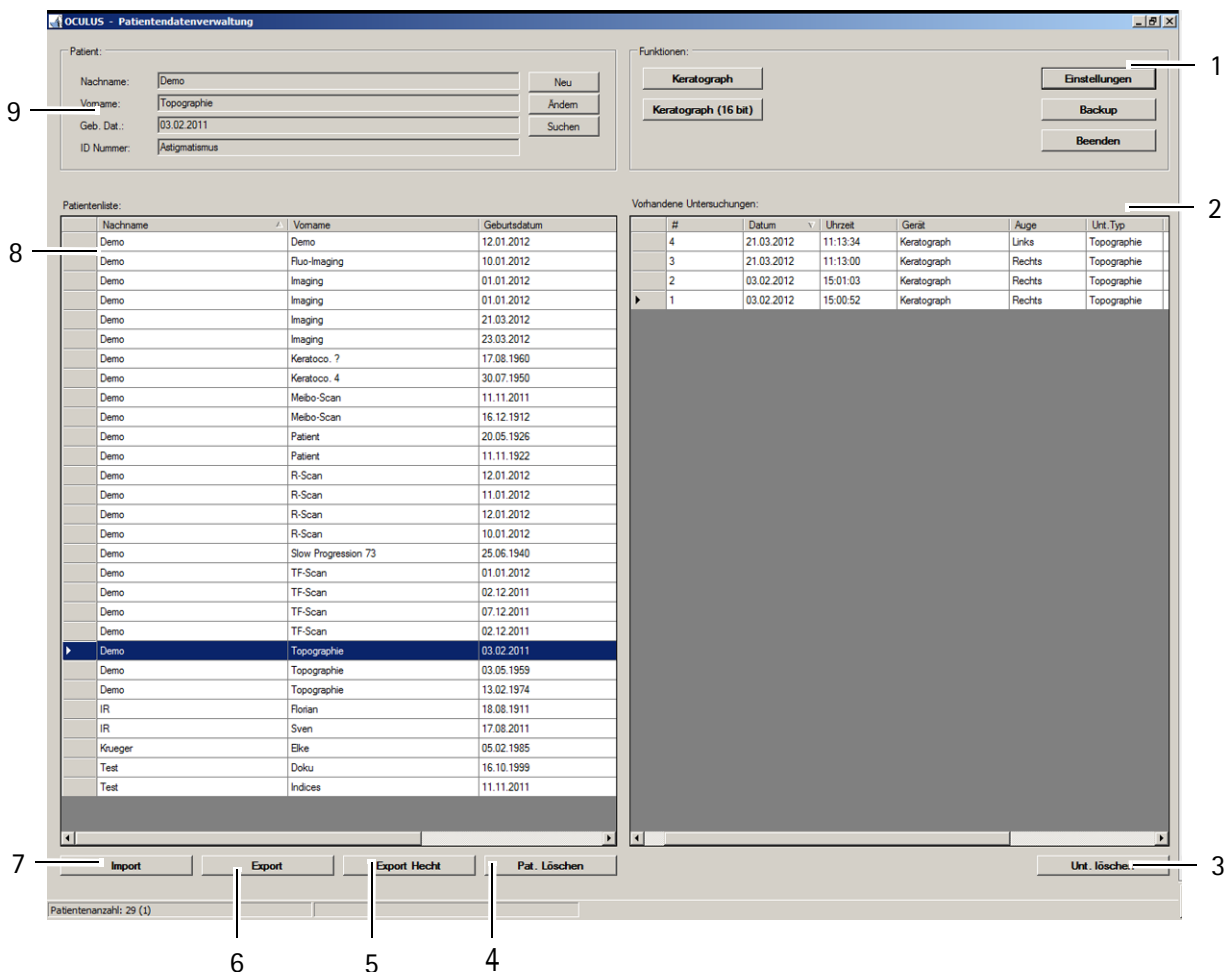 OCULUS - Patientendatenverwaltung
Patient:
Nachname: Demo Neu
Vorname: Topographie Ändern
Geb. Dat.: 03.02.2011 Suchen
ID Nummer: Astigmatismus
Funktionen:
Keratograph Einstellungen
Keratograph (16 bit) Backup
Beenden
1
9
Patientenliste:
Nachname Vorname Geburtsdatum
Demo Demo 12.01.2012
Demo Fluo-Imaging 10.01.2012
Demo Imaging 01.01.2012
Demo Imaging 01.01.2012
Demo Imaging 21.03.2012
Demo Imaging 23.03.2012
Demo Keratoco. ? 17.08.1960
Demo Keratoco. 4 30.07.1950
Demo Meibo-Scan 11.11.2011
Demo Meibo-Scan 16.12.1912
Demo Patient 20.05.1926
Demo Patient 11.11.1922
Demo R-Scan 12.01.2012
Demo R-Scan 11.01.2012
Demo R-Scan 12.01.2012
Demo R-Scan 10.01.2012
Demo Slow Progression 73 25.06.1940
Demo TF-Scan 01.01.2012
Demo TF-Scan 02.12.2011
Demo TF-Scan 07.12.2011
Demo TF-Scan 02.12.2011
Demo Topographie 03.02.2011
Demo Topographie 03.05.1959
Demo Topographie 13.02.1974
IR Florian 18.08.1911
IR Sven 17.08.2011
Krueger Elke 05.02.1985
Test Doku 16.10.1999
Test Indices 11.11.2011
8
Vorhandene Untersuchungen:
2
# Datum Uhrzeit Gerät Auge Unt.Typ
4 21.03.2012 11:13:34 Keratograph Links Topographie
3 21.03.2012 11:13:00 Keratograph Rechts Topographie
2 03.02.2012 15:01:03 Keratograph Rechts Topographie
1 03.02.2012 15:00:52 Keratograph Rechts Topographie
7 Import Export Export Hecht Pat. Löschen Unt. löschen 3
Patientenanzahl: 29 (1)
6 5 4